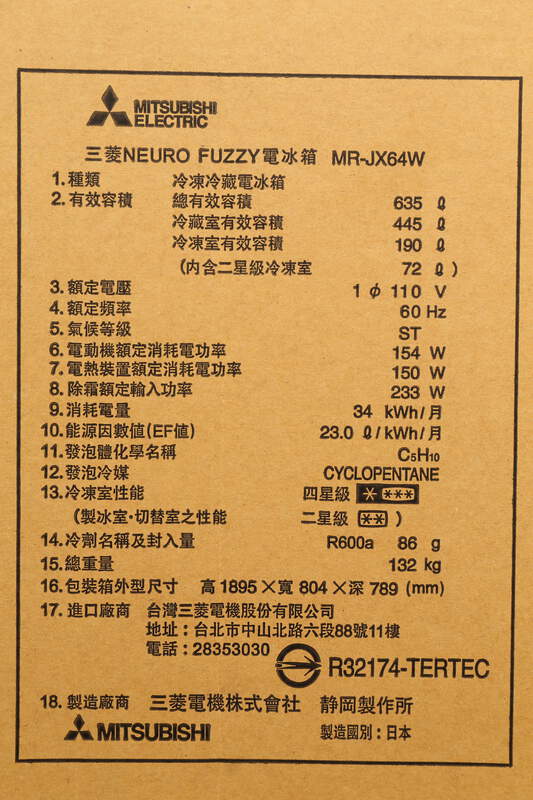 MITSUBISHI
ELECTRIC
三菱NEURO FUZZY電冰箱 MR-JX64W
1.種類 冷凍冷藏電冰箱
2.有效容積 總有效容積 635 ℓ
冷藏室有效容積 445 ℓ
冷凍室有效容積 190 ℓ
(內含二星級冷凍室 72 ℓ )
3.額定電壓 1 φ 110 V
4.額定頻率 60 Hz
5.氣候等級 ST
6.電動機額定消耗電功率 154 W
7.電熱裝置額定消耗電功率 150 W
8.除霜額定輸入功率 233 W
9.消耗電量 34 kWh/月
10.能源因數值(EF值) 23.0 ℓ/kWh/月
11.發泡體化學名稱 C₅H₁₀
12.發泡冷媒 CYCLOPENTANE
13.冷凍室性能 四星級 * ***
(製冰室·切替室之性能 二星級 ** )
14.冷劑名稱及封入量 R600a 86 g
15.總重量 132 kg
16.包裝箱外型尺寸 高1895×寬804×深789 (mm)
17.進口廠商 台灣三菱電機股份有限公司
地址：台北市中山北路六段88號11樓
電話：28353030
R32174-TERTEC
18.製造廠商 三菱電機株式會社 静岡製作所
MITSUBISHI 製造國別：日本